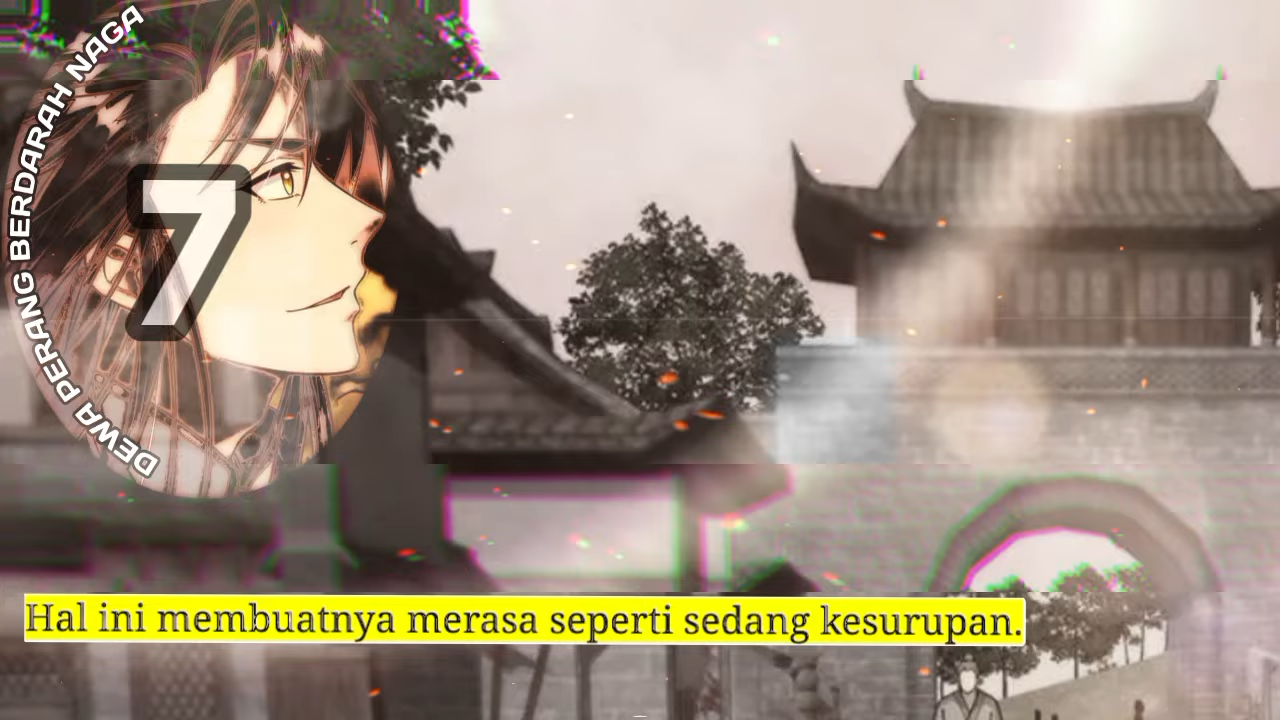 DEWA PERANG BERDARAH NAGA
7
Hal ini membuatnya merasa seperti sedang kesurupan.